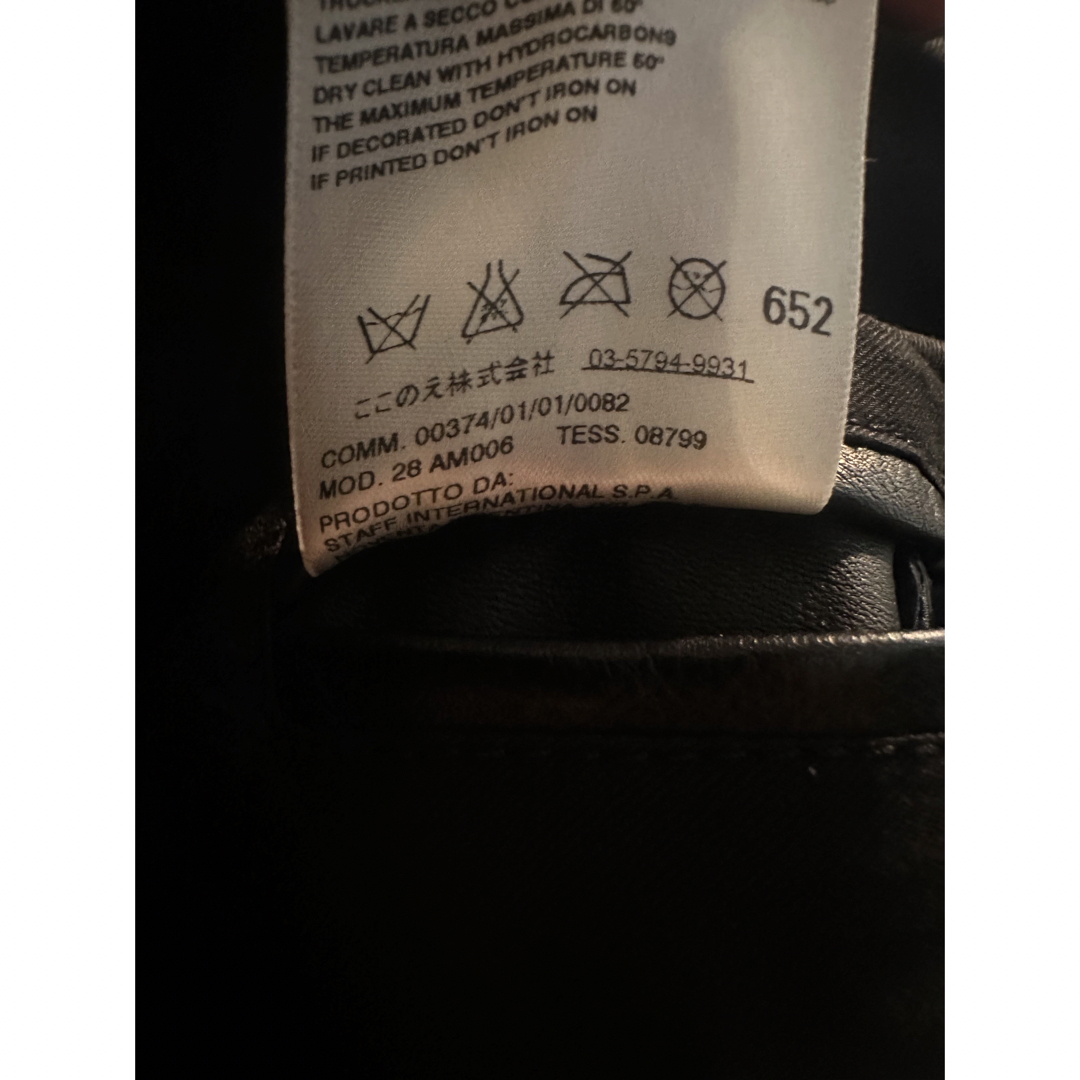 LAVARE A SECCO
TEMPERATURA MASSIMA DI 60°
DRY CLEAN WITH HYDROCARBONS
THE MAXIMUM TEMPERATURE 60°
IF DECORATED DON'T IRON ON
IF PRINTED DON'T IRON ON
652
ここのえ株式会社 03-5794-9931
COMM. 00374/01/01/0082
MOD. 28 AM006 TESS. 08799
PRODOTTO DA:
STAFF INTERNATIONAL S.P.A.